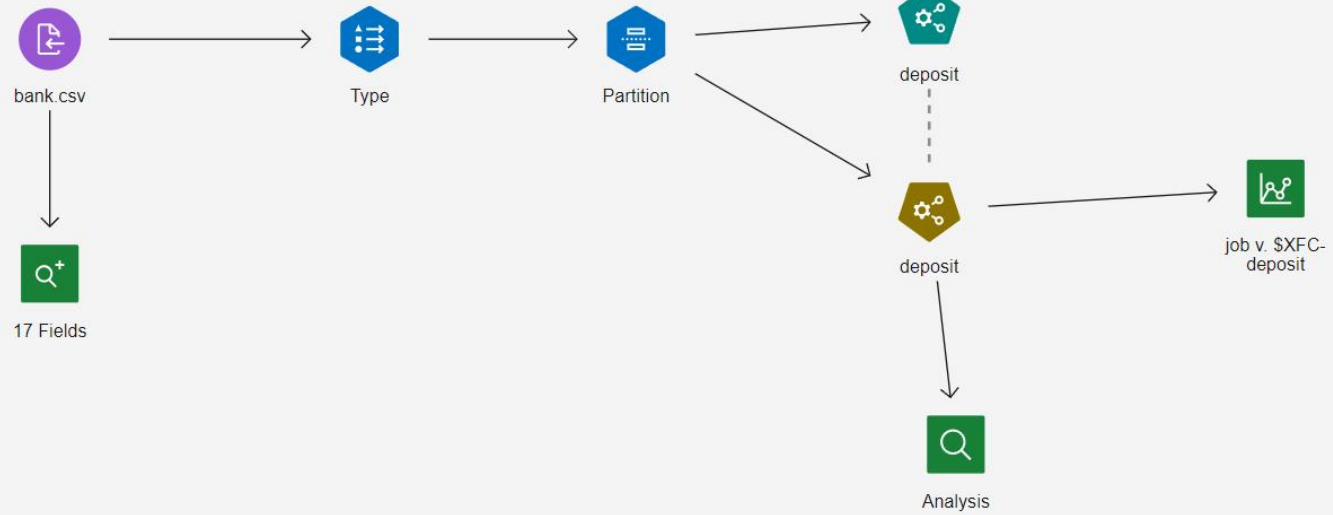 deposit
bank.csv
Type
Partition
job v. $XFC-
deposit
deposit
17 Fields
Analysis